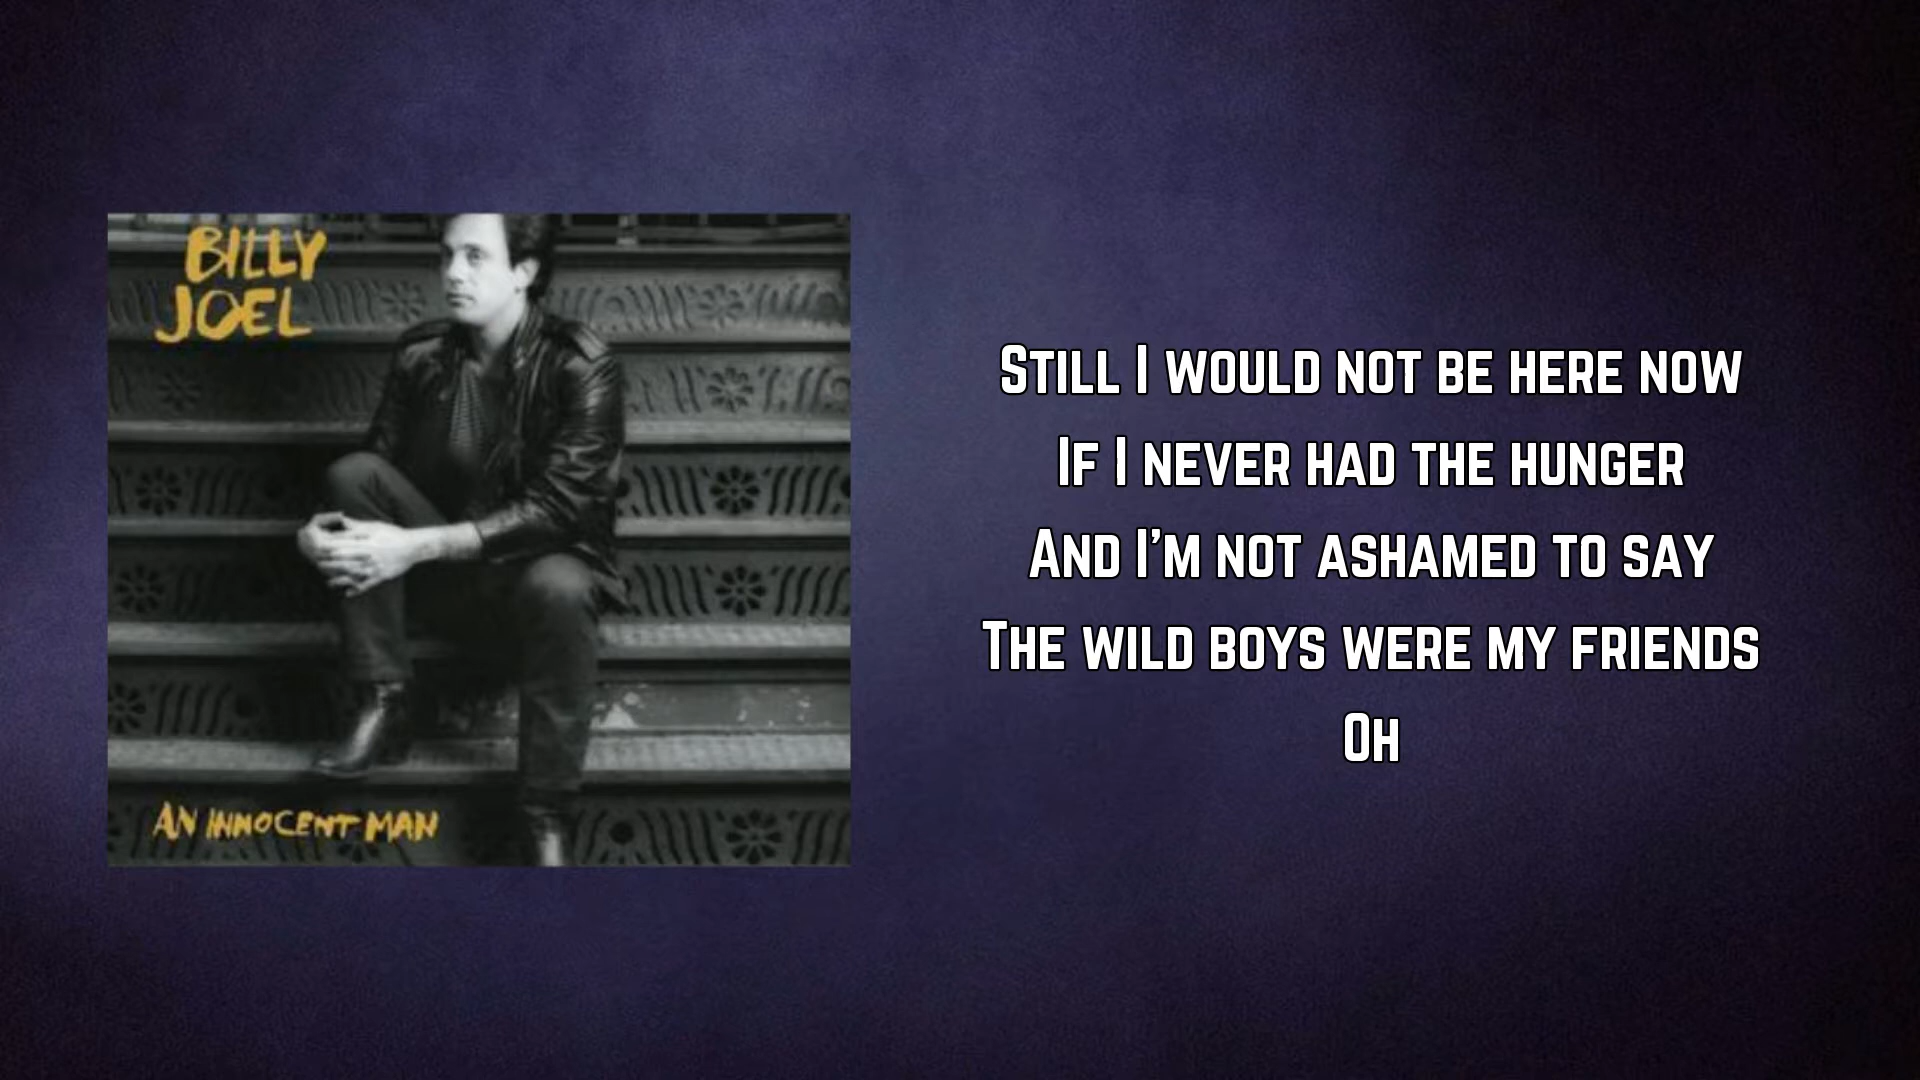 BILLY
JOEL
AN INNOCENT MAN
Still I would not be here now
If I never had the hunger
And I'm not ashamed to say
The wild boys were my friends
Oh